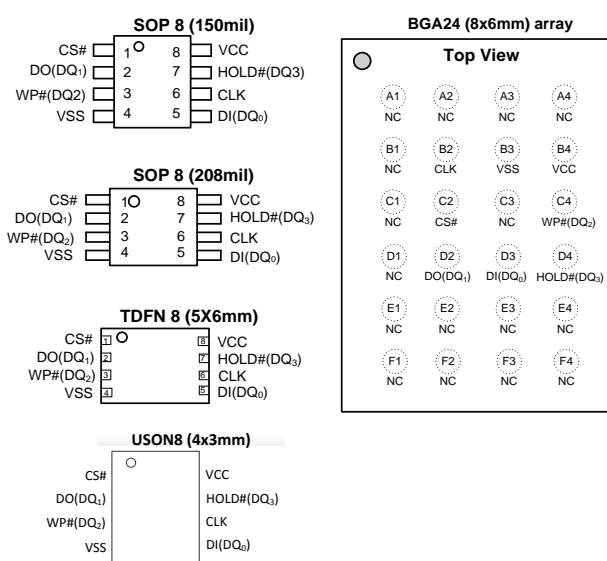 SOP 8 (150mil)
CS# 1 8 VCC
DO(DQ₁) 2 7 HOLD#(DQ3)
WP#(DQ2) 3 6 CLK
VSS 4 5 DI(DQ₀)
SOP 8 (208mil)
CS# 1 8 VCC
DO(DQ₁) 2 7 HOLD#(DQ₃)
WP#(DQ₂) 3 6 CLK
VSS 4 5 DI(DQ₀)
TDFN 8 (5X6mm)
CS# 1 8 VCC
DO(DQ₁) 2 7 HOLD#(DQ₃)
WP#(DQ₂) 3 6 CLK
VSS 4 5 DI(DQ₀)
USON8 (4x3mm)
CS# VCC
DO(DQ₁) HOLD#(DQ₃)
WP#(DQ₂) CLK
VSS DI(DQ₀)
BGA24 (8x6mm) array
Top View
A1 A2 A3 A4
NC NC NC NC
B1 B2 B3 B4
NC CLK VSS VCC
C1 C2 C3 C4
NC CS# NC WP#(DQ₂)
D1 D2 D3 D4
NC DO(DQ₁) DI(DQ₀) HOLD#(DQ₃)
E1 E2 E3 E4
NC NC NC NC
F1 F2 F3 F4
NC NC NC NC